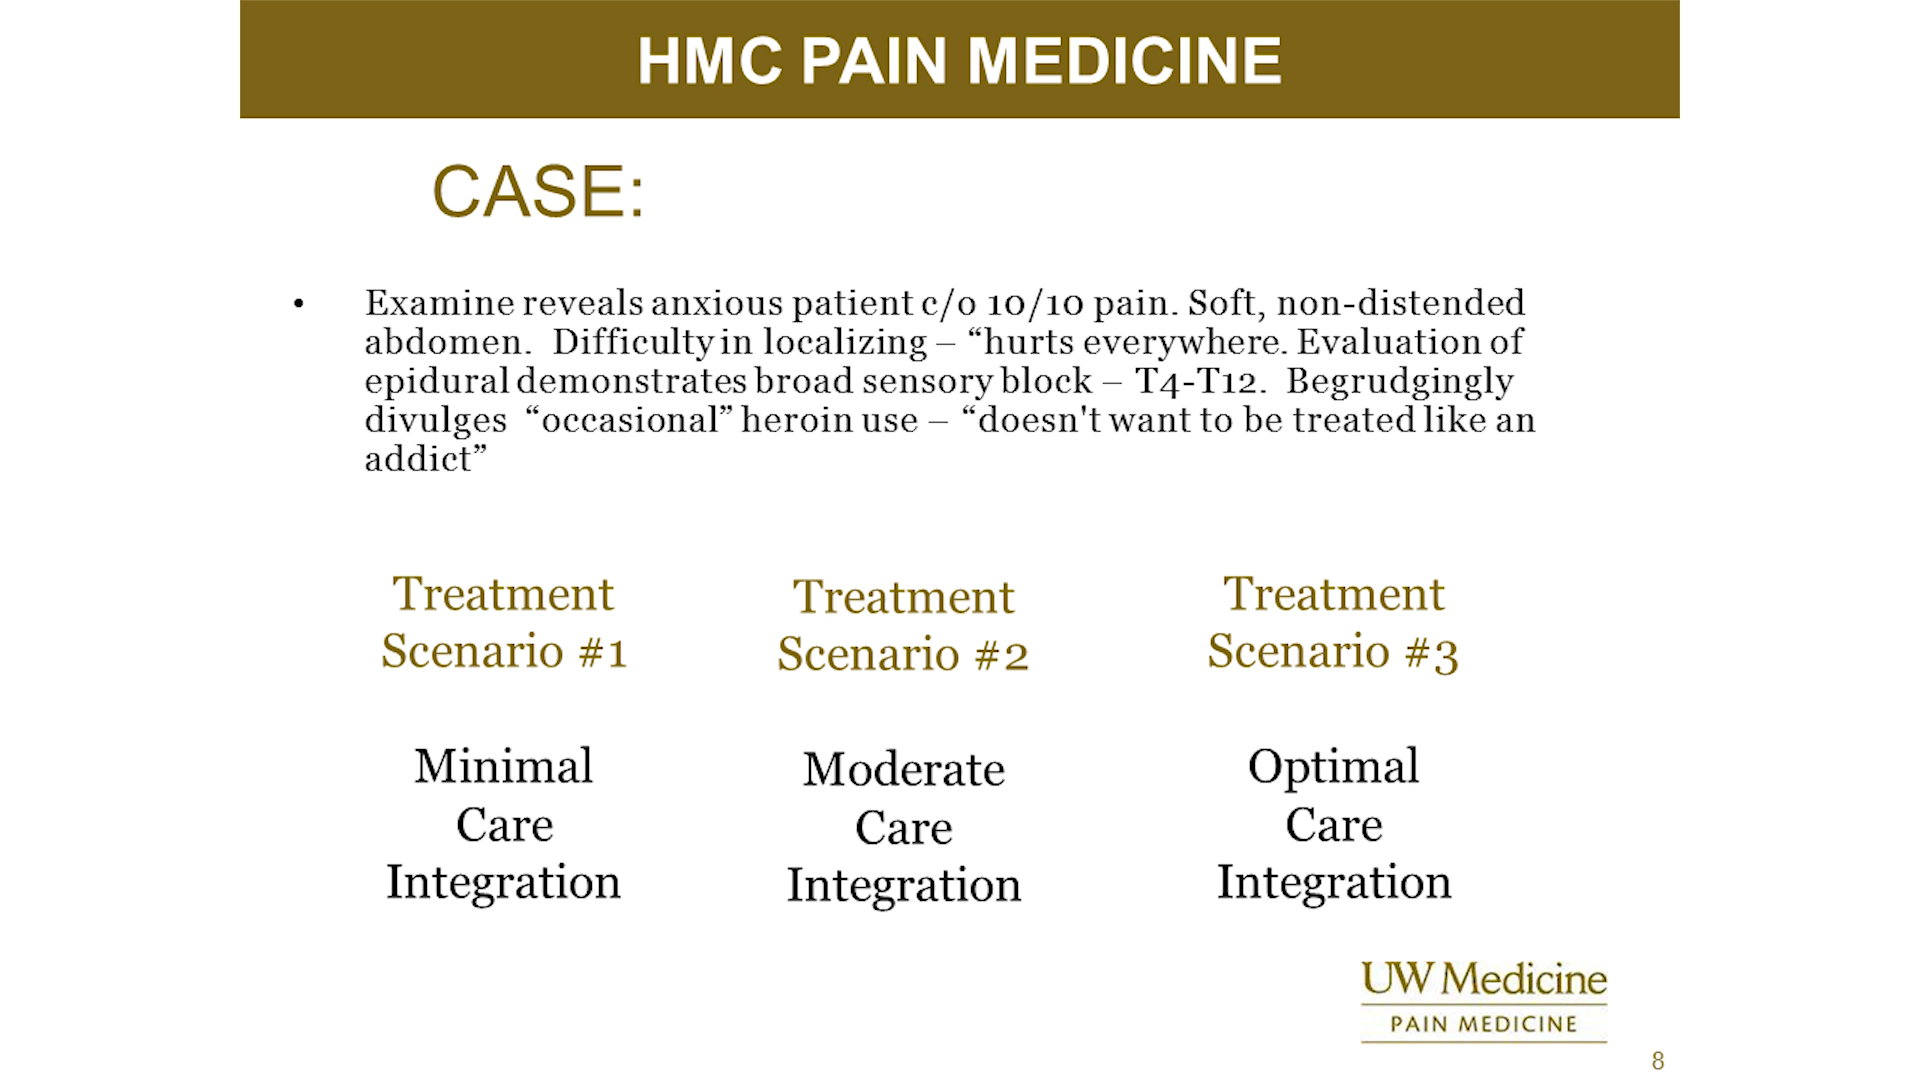 HMC PAIN MEDICINE
CASE:
• Examine reveals anxious patient c/o 10/10 pain. Soft, non-distended
abdomen. Difficulty in localizing – “hurts everywhere. Evaluation of
epidural demonstrates broad sensory block – T4-T12. Begrudgingly
divulges “occasional” heroin use – “doesn't want to be treated like an
addict”
Treatment
Scenario #1
Minimal
Care
Integration
Treatment
Scenario #2
Moderate
Care
Integration
Treatment
Scenario #3
Optimal
Care
Integration
UW Medicine
PAIN MEDICINE
8